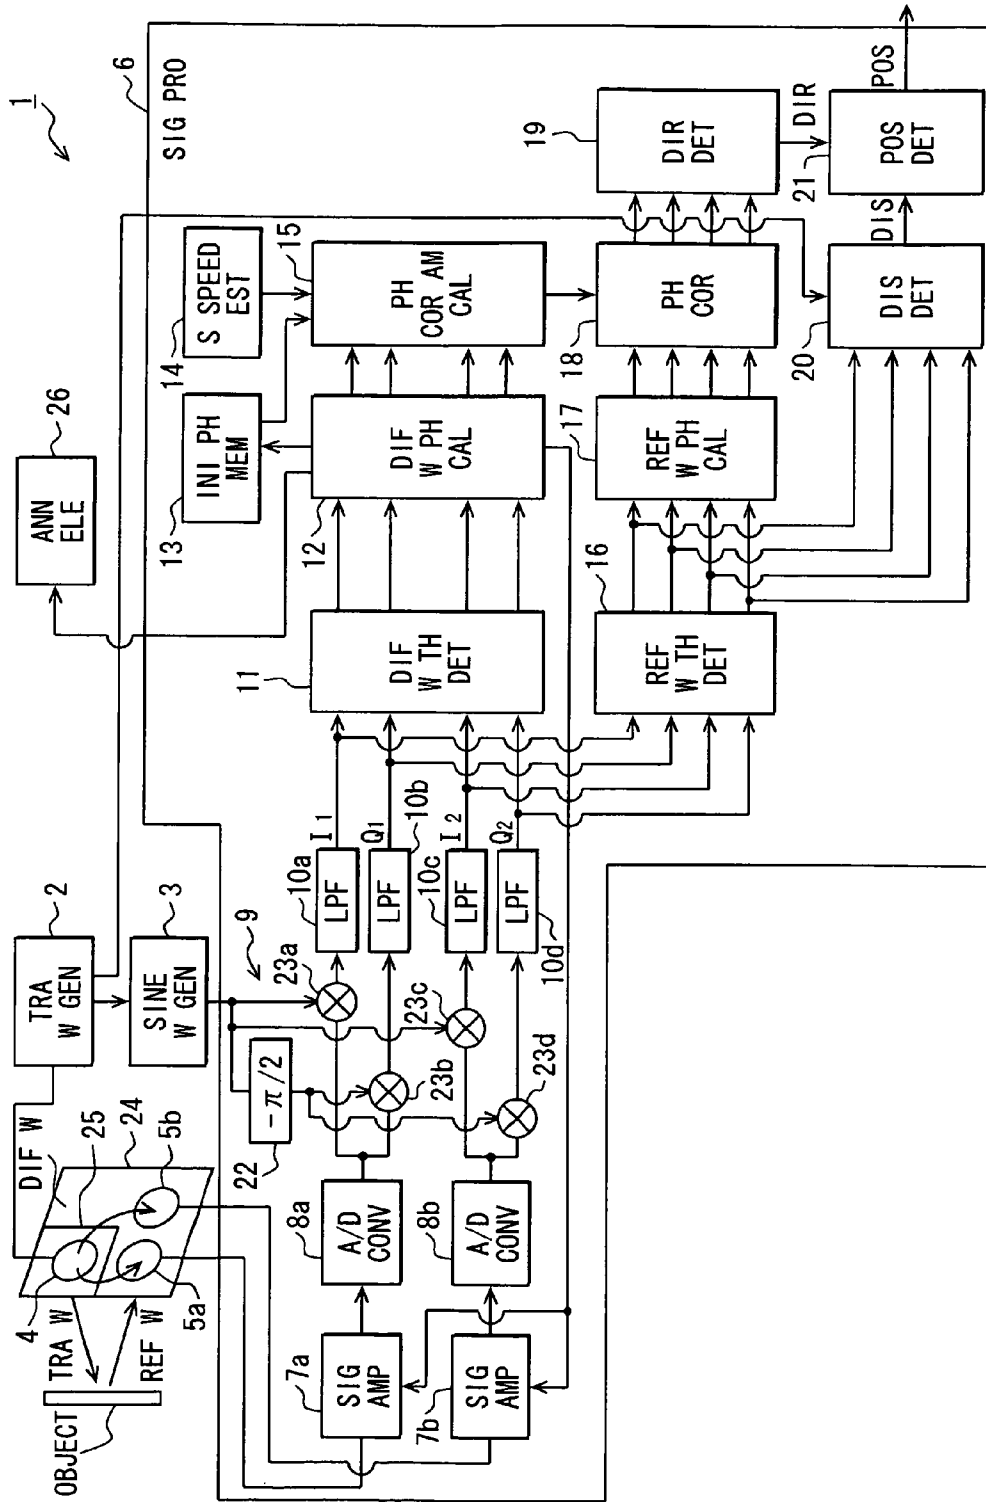 1
6
SIG PRO
OBJECT
TRA W
REF W
4
5a
5b
24
25
DIF W
TRA
W GEN
2
SINE
W GEN
3
9
-π/2
22
23a
23b
23c
23d
SIG
AMP
7a
SIG
AMP
7b
A/D
CONV
8a
A/D
CONV
8b
LPF
10a
LPF
10b
LPF
10c
LPF
10d
I1
Q1
I2
Q2
DIF
W TH
DET
11
DIF
W PH
CAL
12
INI PH
MEM
13
S SPEED
EST
14
PH
COR AM
CAL
15
ANN
ELE
26
REF
W TH
DET
16
REF
W PH
CAL
17
PH
COR
18
DIR
DET
19
DIS
DET
20
POS
DET
21
DIR
DIS
POS